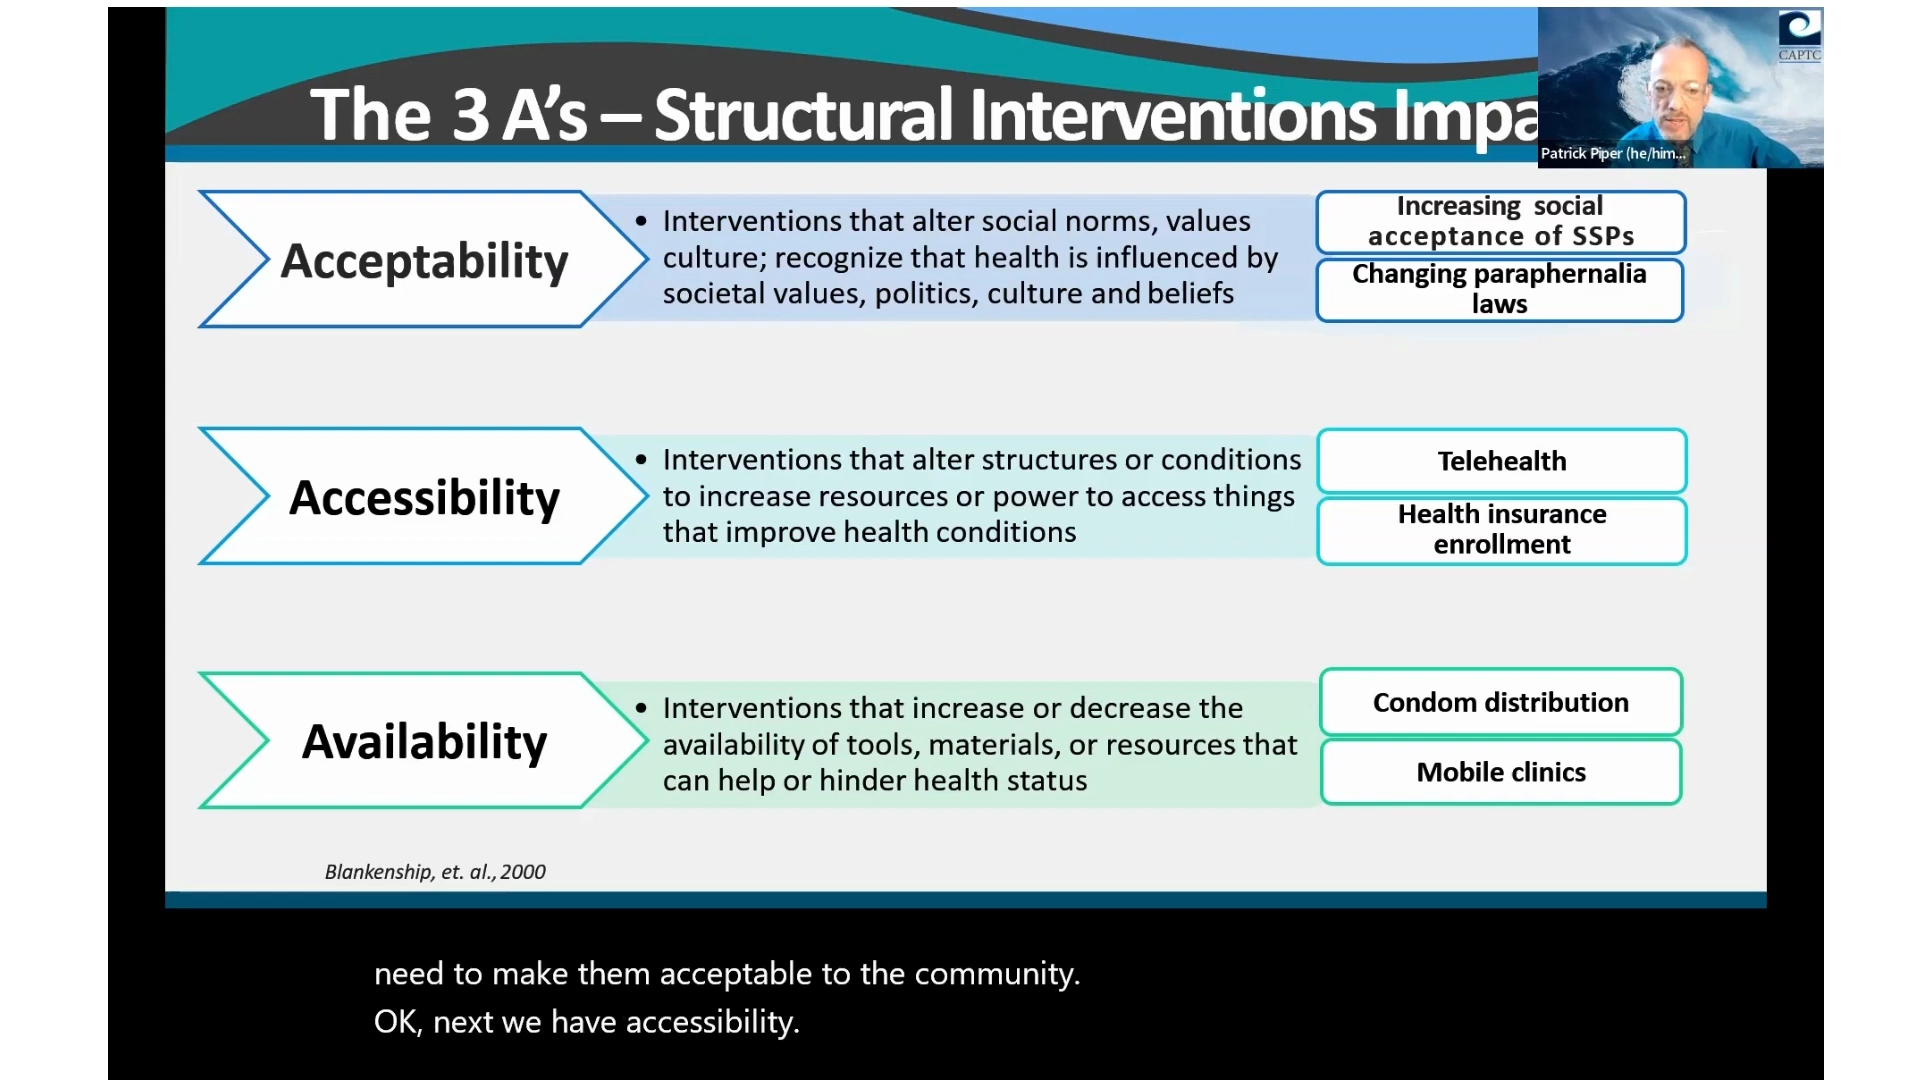 The 3 A's – Structural Interventions Impa
CAPTC
Patrick Piper (he/him...
Acceptability
• Interventions that alter social norms, values
culture; recognize that health is influenced by
societal values, politics, culture and beliefs
Increasing social
acceptance of SSPs
Changing paraphernalia
laws
Accessibility
• Interventions that alter structures or conditions
to increase resources or power to access things
that improve health conditions
Telehealth
Health insurance
enrollment
Availability
• Interventions that increase or decrease the
availability of tools, materials, or resources that
can help or hinder health status
Condom distribution
Mobile clinics
Blankenship, et. al., 2000
need to make them acceptable to the community.
OK, next we have accessibility.